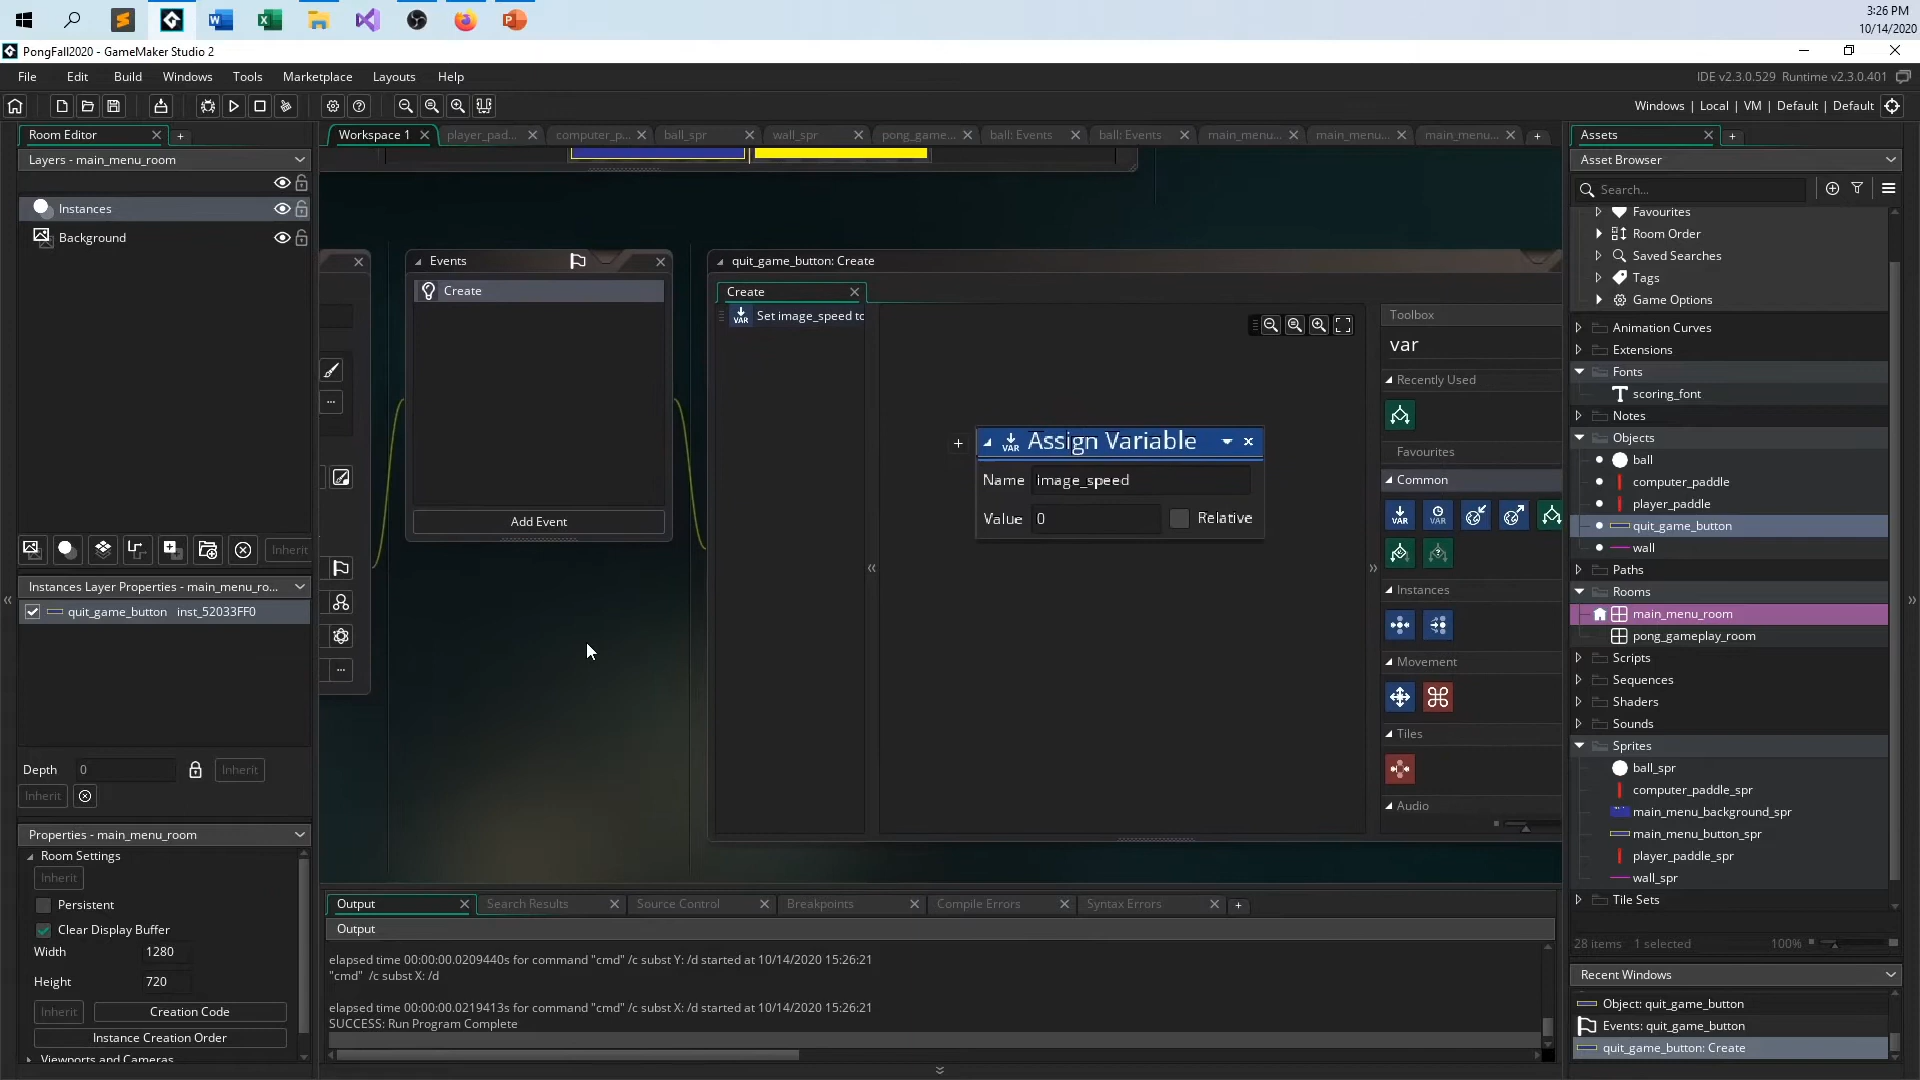 3:26 PM
10/14/2020
PongFall2020 - GameMaker Studio 2
File Edit Build Windows Tools Marketplace Layouts Help
IDE v2.3.0.529 Runtime v2.3.0.401
Windows | Local | VM | Default | Default
Room Editor
Workspace 1 player_pad... computer_p... ball_spr wall_spr pong_game... ball: Events ball: Events main_menu... main_menu... main_menu...
Assets
Layers - main_menu_room
Instances
Background
Inherit
Instances Layer Properties - main_menu_ro...
quit_game_button inst_52033FF0
Depth 0 Inherit
Inherit
Properties - main_menu_room
Room Settings
Inherit
Persistent
Clear Display Buffer
Width 1280
Height 720
Inherit Creation Code
Instance Creation Order
Viewports and Cameras
Events
Create
Add Event
quit_game_button: Create
Create
Set image_speed to
Assign Variable
Name image_speed
Value 0 Relative
Toolbox
var
Recently Used
Favourites
Common
VAR VAR
Instances
Movement
Tiles
Audio
Output Search Results Source Control Breakpoints Compile Errors Syntax Errors
Output
elapsed time 00:00:00.0209440s for command "cmd" /c subst Y: /d started at 10/14/2020 15:26:21
"cmd" /c subst X: /d
elapsed time 00:00:00.0219413s for command "cmd" /c subst X: /d started at 10/14/2020 15:26:21
SUCCESS: Run Program Complete
Asset Browser
Search...
Favourites
Room Order
Saved Searches
Tags
Game Options
Animation Curves
Extensions
Fonts
scoring_font
Notes
Objects
ball
computer_paddle
player_paddle
quit_game_button
wall
Paths
Rooms
main_menu_room
pong_gameplay_room
Scripts
Sequences
Shaders
Sounds
Sprites
ball_spr
computer_paddle_spr
main_menu_background_spr
main_menu_button_spr
player_paddle_spr
wall_spr
Tile Sets
28 items 1 selected 100%
Recent Windows
Object: quit_game_button
Events: quit_game_button
quit_game_button: Create